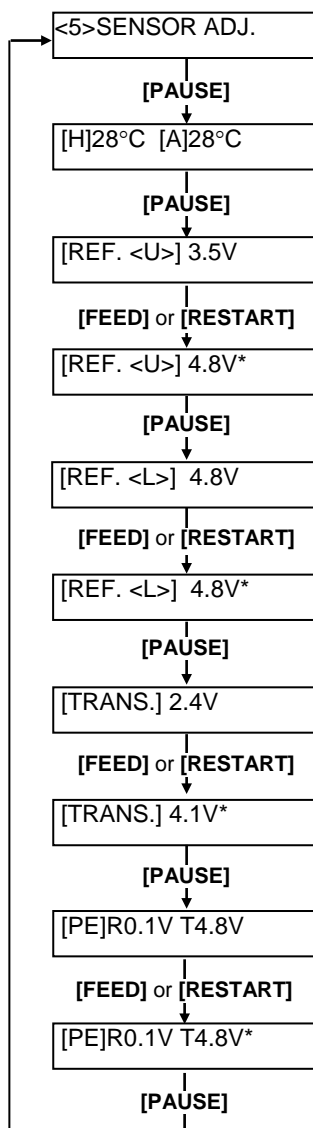 <5>SENSOR ADJ.
[PAUSE]
[H]28°C [A]28°C
[PAUSE]
[REF. <U>] 3.5V
[FEED] or [RESTART]
[REF. <U>] 4.8V*
[PAUSE]
[REF. <L>] 4.8V
[FEED] or [RESTART]
[REF. <L>] 4.8V*
[PAUSE]
[TRANS.] 2.4V
[FEED] or [RESTART]
[TRANS.] 4.1V*
[PAUSE]
[PE]R0.1V T4.8V
[FEED] or [RESTART]
[PE]R0.1V T4.8V*
[PAUSE]